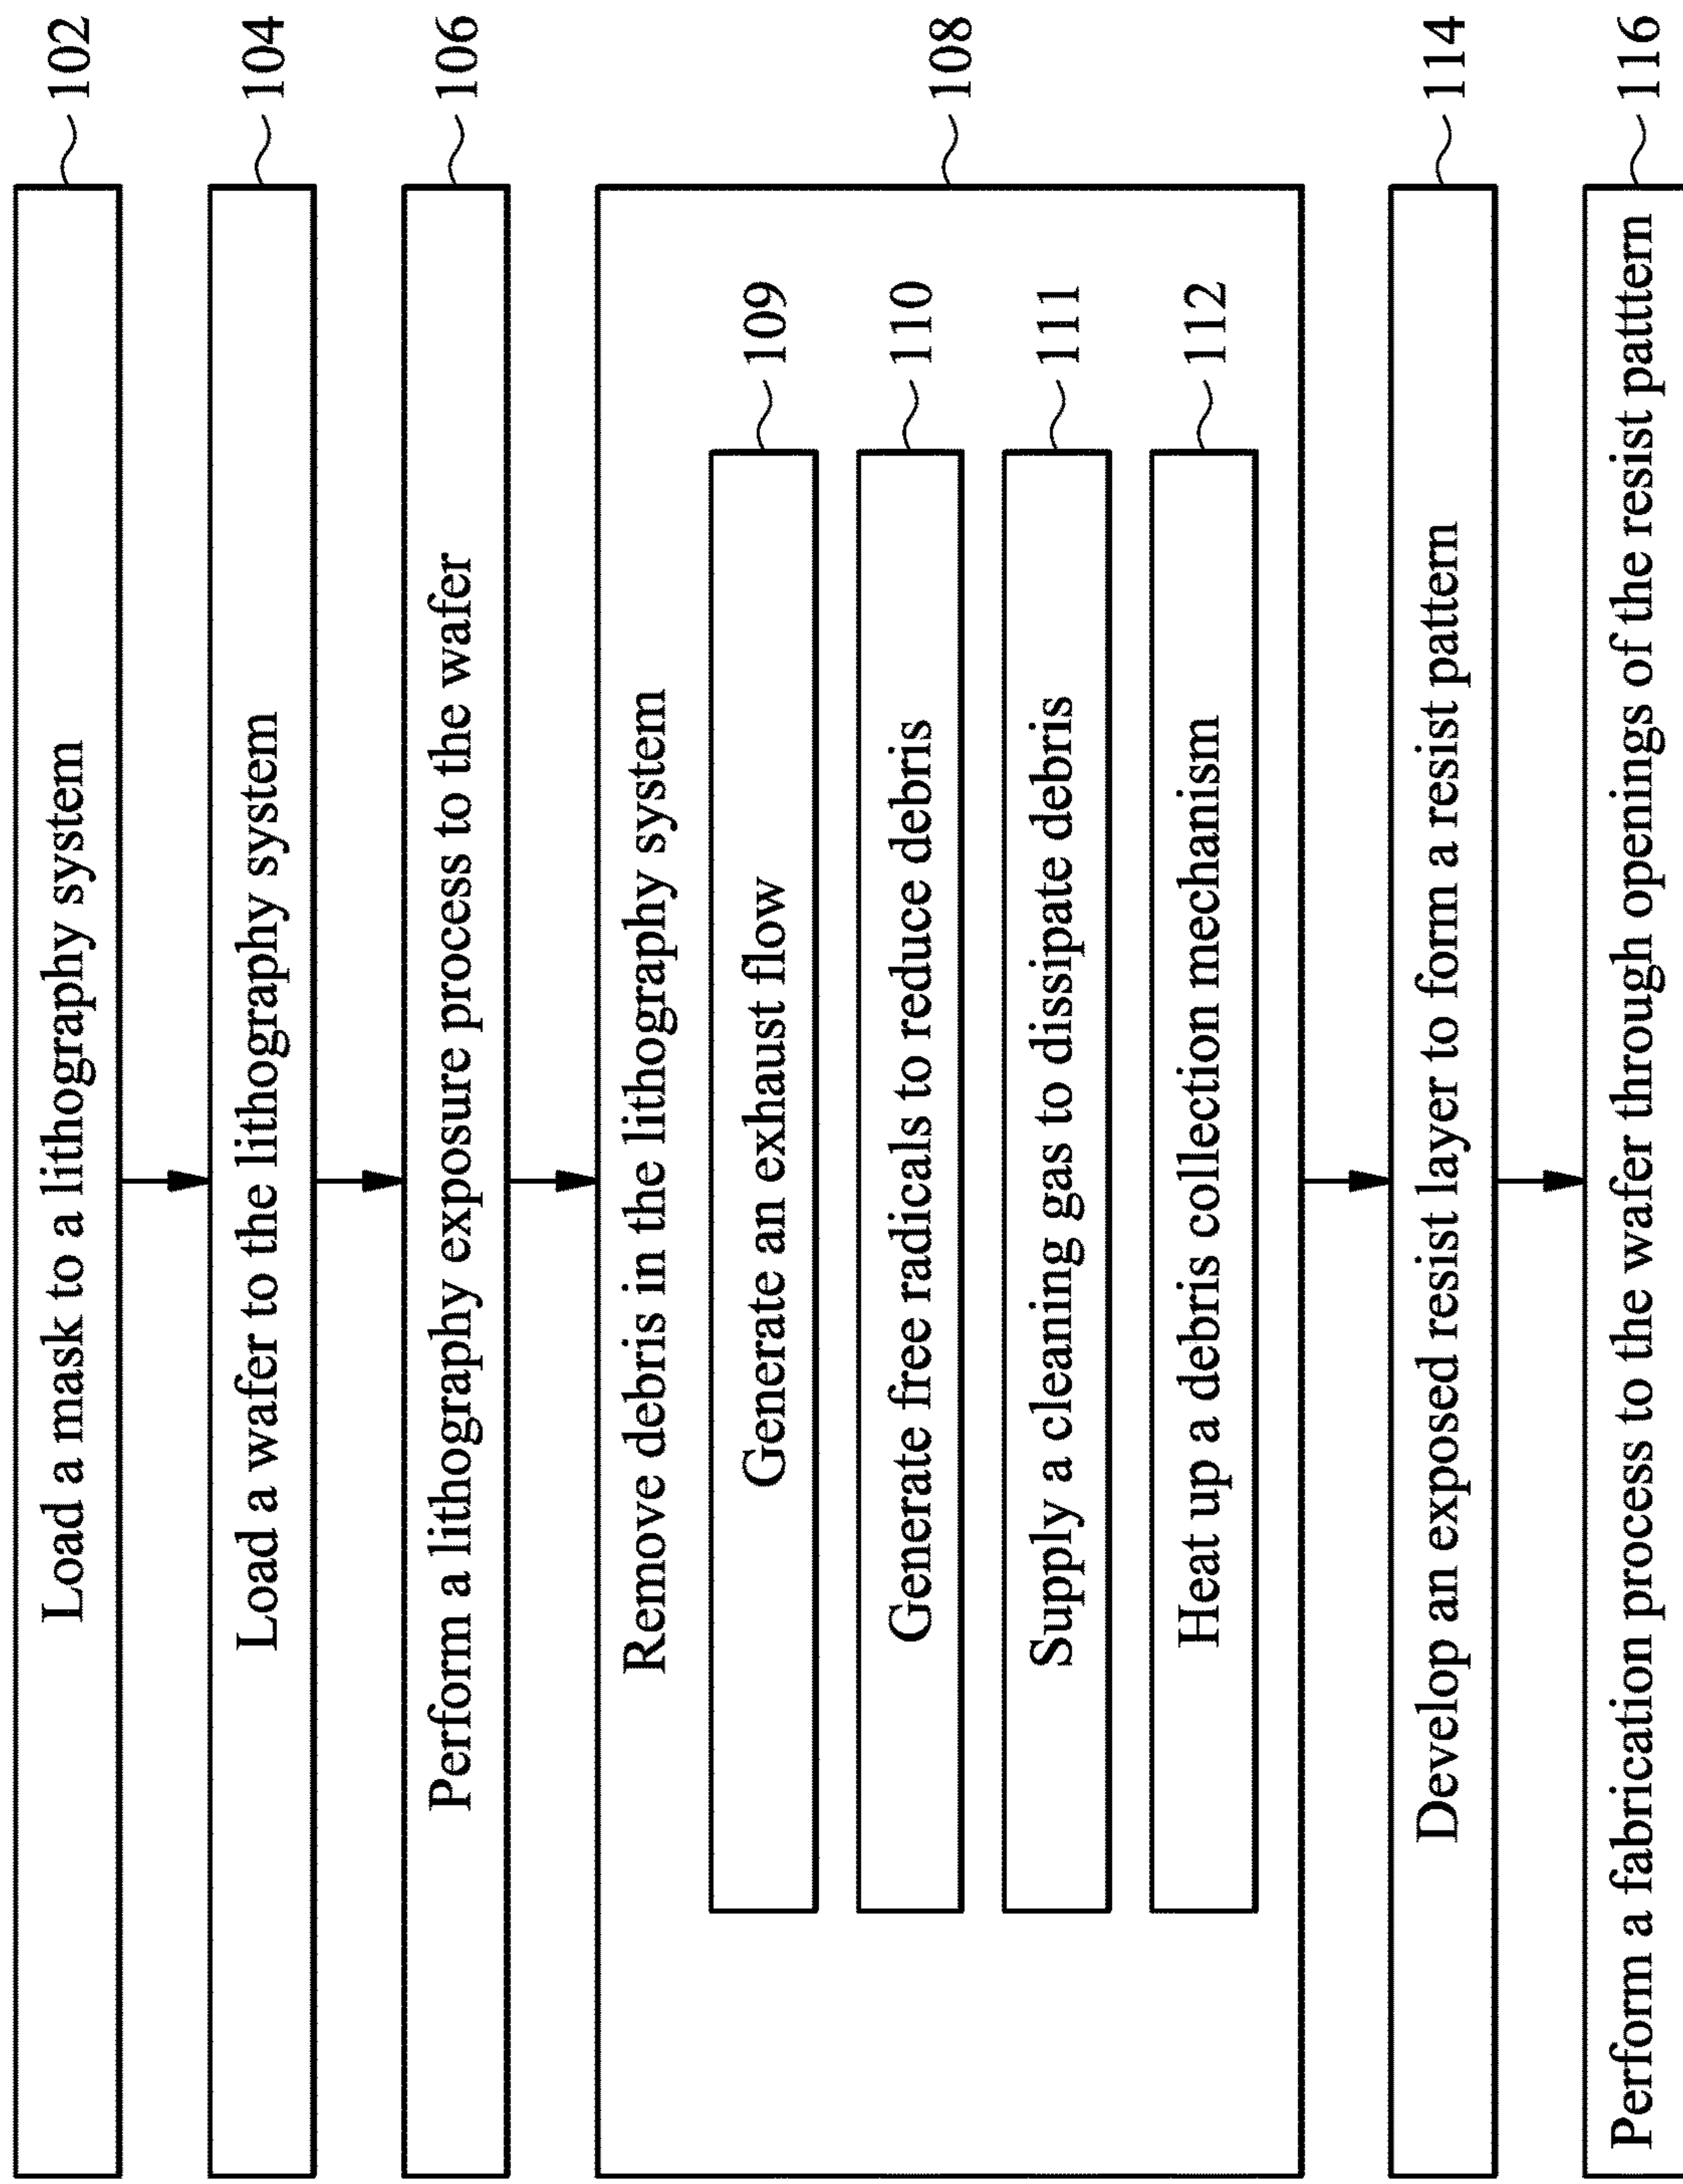 Load a mask to a lithography system
102
Load a wafer to the lithography system
104
Perform a lithography exposure process to the wafer
106
Remove debris in the lithography system
108
Generate an exhaust flow
109
Generate free radicals to reduce debris
110
Supply a cleaning gas to dissipate debris
111
Heat up a debris collection mechanism
112
Develop an exposed resist layer to form a resist pattern
114
Perform a fabrication process to the wafer through openings of the resist pattern
116